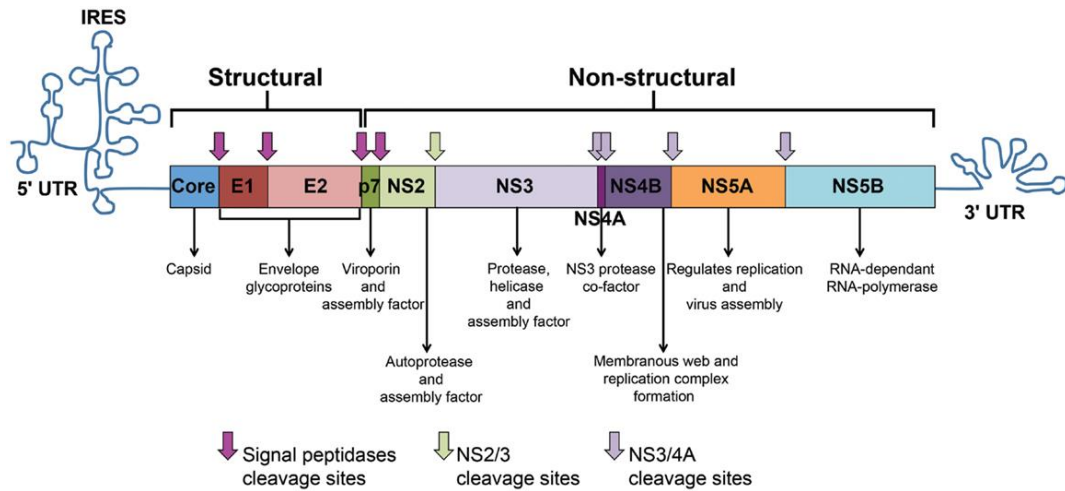 IRES
Structural
Non-structural
5' UTR
Core
E1
E2
p7
NS2
NS3
NS4A
NS4B
NS5A
NS5B
3' UTR
Capsid
Envelope
glycoproteins
Viroporin
and
assembly factor
Autoprotease
and
assembly factor
Protease,
helicase
and
assembly factor
NS3 protease
co-factor
Membranous web and
replication complex
formation
Regulates replication
and
virus assembly
RNA-dependant
RNA-polymerase
Signal peptidases
cleavage sites
NS2/3
cleavage sites
NS3/4A
cleavage sites